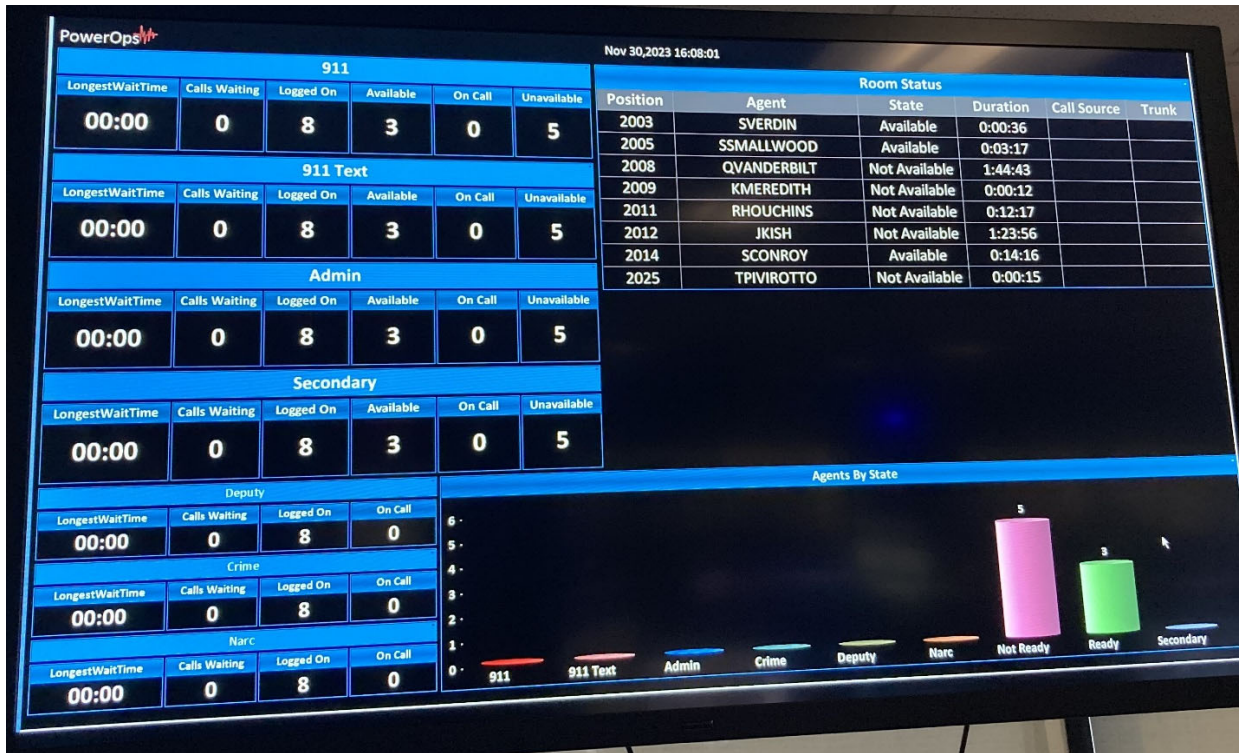 PowerOps
Nov 30,2023 16:08:01
911
LongestWaitTime Calls Waiting Logged On Available On Call Unavailable
00:00 0 8 3 0 5
911 Text
LongestWaitTime Calls Waiting Logged On Available On Call Unavailable
00:00 0 8 3 0 5
Admin
LongestWaitTime Calls Waiting Logged On Available On Call Unavailable
00:00 0 8 3 0 5
Secondary
LongestWaitTime Calls Waiting Logged On Available On Call Unavailable
00:00 0 8 3 0 5
Deputy
LongestWaitTime Calls Waiting Logged On On Call
00:00 0 8 0
Crime
LongestWaitTime Calls Waiting Logged On On Call
00:00 0 8 0
Narc
LongestWaitTime Calls Waiting Logged On On Call
00:00 0 8 0
Room Status
Position Agent State Duration Call Source Trunk
2003 SVERDIN Available 0:00:36
2005 SSMALLWOOD Available 0:03:17
2008 QVANDERBILT Not Available 1:44:43
2009 KMEREDITH Not Available 0:00:12
2011 RHOUCHINS Not Available 0:12:17
2012 JKISH Not Available 1:23:56
2014 SCONROY Available 0:14:16
2025 TPIVIROTTO Not Available 0:00:15
Agents By State
6
5
4
3
2
1
0
5
3
911 911 Text Admin Crime Deputy Narc Not Ready Ready Secondary